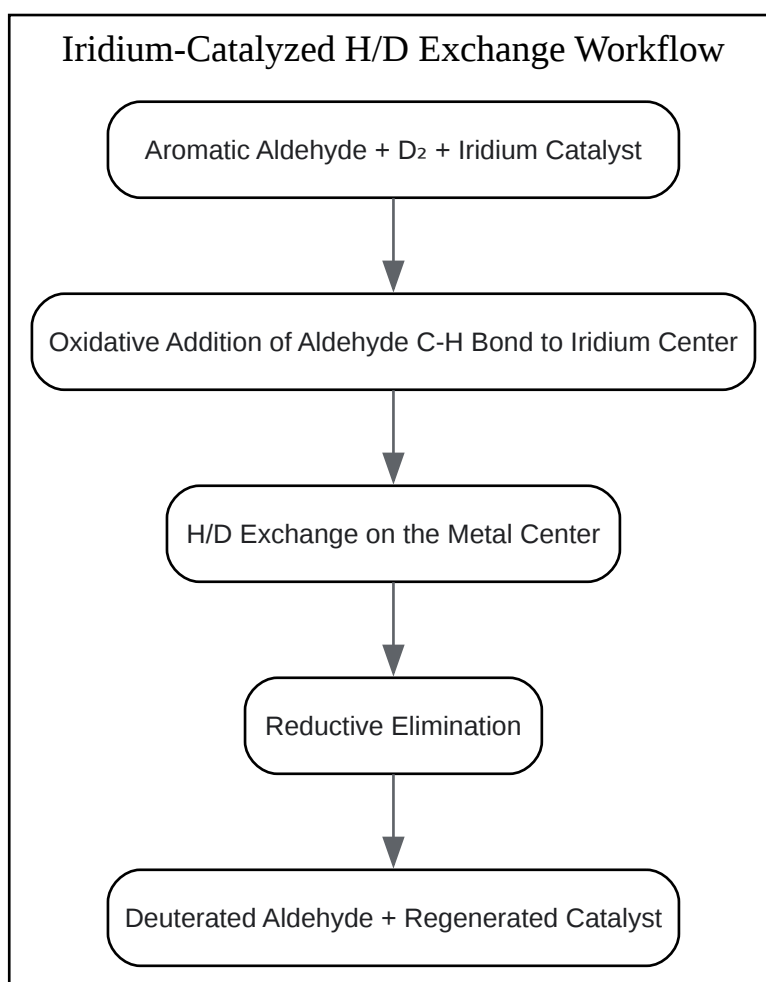 Iridium-Catalyzed H/D Exchange Workflow
Aromatic Aldehyde + D₂ + Iridium Catalyst
Oxidative Addition of Aldehyde C-H Bond to Iridium Center
H/D Exchange on the Metal Center
Reductive Elimination
Deuterated Aldehyde + Regenerated Catalyst